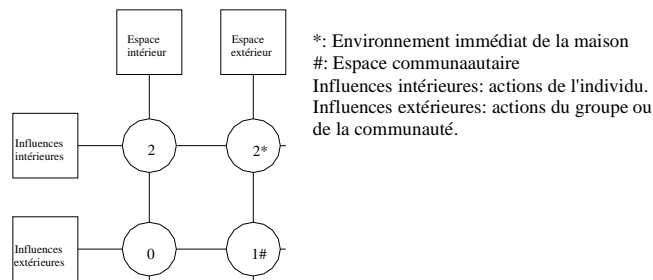 Espace
intérieur
Espace
extérieur
*: Environnement immédiat de la maison
#: Espace communaautaire
Influences intérieures: actions de l'individu.
Influences extérieures: actions du groupe ou
de la communauté.
Influences
intérieures
2
2*
Influences
extérieures
0
1#